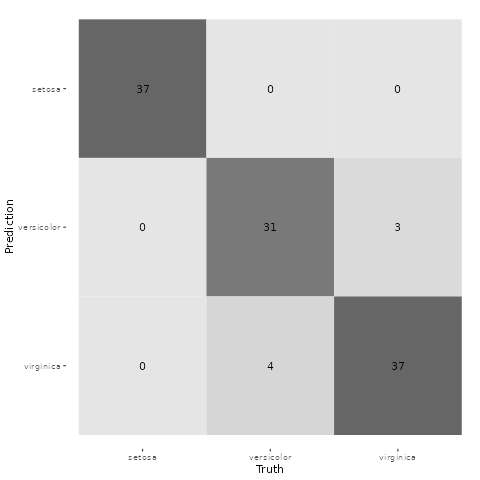 setosa 37 0 0
Prediction
versicolor 0 31 3
virginica 0 4 37
setosa versicolor virginica
Truth